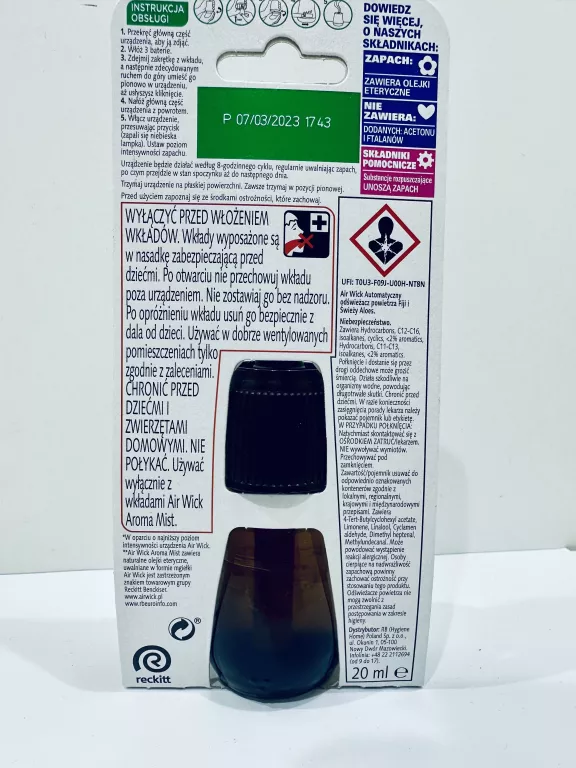 INSTRUKCJA
OBSŁUGI
1. Przekręć główną część
urządzenia, aby ją zdjąć.
2. Włóż 3 baterie.
3. Zdejmij zakrętkę z wkładu,
a następnie zdecydowanym
ruchem do góry umieść go
pionowo w urządzeniu,
aż usłyszysz kliknięcie.
4. Nałóż główną część
urządzenia z powrotem.
5. Włącz urządzenie,
przesuwając przycisk
(zapali się niebieska
lampka). Ustaw poziom
intensywności zapachu.
P 07/03/2023 1743
Urządzenie będzie działać według 8-godzinnego cyklu, regularnie uwalniając zapach,
po czym przejdzie w stan spoczynku aż do następnego dnia.
Trzymaj urządzenie na płaskiej powierzchni. Zawsze trzymaj w pozycji pionowej.
Przed użyciem zapoznaj się ze środkami ostrożności, które zachowaj.
WYŁĄCZYĆ PRZED WŁOŻENIEM
WKŁADÓW. Wkłady wyposażone są
w nasadkę zabezpieczającą przed
dziećmi. Po otwarciu nie przechowuj wkładu
poza urządzeniem. Nie zostawiaj go bez nadzoru.
Po opróżnieniu wkładu usuń go bezpiecznie z
dala od dzieci. Używać w dobrze wentylowanych
pomieszczeniach tylko
zgodnie z zaleceniami.
CHRONIĆ PRZED
DZIEĆMI I
ZWIERZĘTAMI
DOMOWYMI. NIE
POŁYKAĆ. Używać
wyłącznie z
wkładami Air Wick
Aroma Mist.
*W oparciu o najniższy poziom
intensywności urządzenia Air Wick.
**Air Wick Aroma Mist zawiera
naturalne olejki eteryczne,
uwalniane w formie mgiełki
Air Wick jest zastrzeżonym
znakiem towarowym grupy
Reckitt Benckiser.
www.airwick.pl
www.rbeuroinfo.com
®
reckitt
DOWIEDZ
SIĘ WIĘCEJ,
O NASZYCH
SKŁADNIKACH:
ZAPACH:
ZAWIERA OLEJKI
ETERYCZNE
NIE
ZAWIERA:
DODANYCH: ACETONU
I FTALANÓW
SKŁADNIKI
POMOCNICZE
Substancje rozpuszczające
UNOSZĄ ZAPACH
UFI: T0U3-F09J-U00H-NT8N
Air Wick Automatyczny
odświeżacz powietrza Fiji i
Świeży Aloes.
Niebezpieczeństwo.
Zawiera Hydrocarbons, C12-C16,
isoalkanes, cyclics, <2% aromatics,
Hydrocarbons, C11-C13,
isoalkanes, <2% aromatics.
Połknięcie i dostanie się przez
drogi oddechowe może grozić
śmiercią. Działa szkodliwie na
organizmy wodne, powodując
długotrwałe skutki. Chronić przed
dziećmi. W razie konieczności
zasięgnięcia porady lekarza należy
pokazać pojemnik lub etykietę.
W PRZYPADKU POŁKNIĘCIA:
Natychmiast skontaktować się z
OŚRODKIEM ZATRUĆ/lekarzem.
NIE wywoływać wymiotów.
Przechowywać pod
zamknięciem.
Zawartość/pojemnik usuwać do
odpowiednio oznakowanych
kontenerów zgodnie z
lokalnymi, regionalnymi,
krajowymi i międzynarodowymi
przepisami. Zawiera
4-Tert-Butylcyclohexyl acetate,
Limonene, Linalool, Cyclamen
aldehyde, Dimethyl heptenal,
Methylundecanal. Może
powodować wystąpienie
reakcji alergicznej. Osoby
cierpiące na nadwrażliwość
zapachową powinny
zachować ostrożność przy
stosowaniu tego produktu.
Odświeżacze powietrza nie
mogą zwolnić z
przestrzegania zasad
postępowania w zakresie
higieny.
Dystrybutor: RB (Hygiene
Home) Poland Sp. z o.o.,
ul. Okunin 1, 05-100
Nowy Dwór Mazowiecki.
Infolinia: +48 22 2112694
(od 9 do 17).
20 ml e